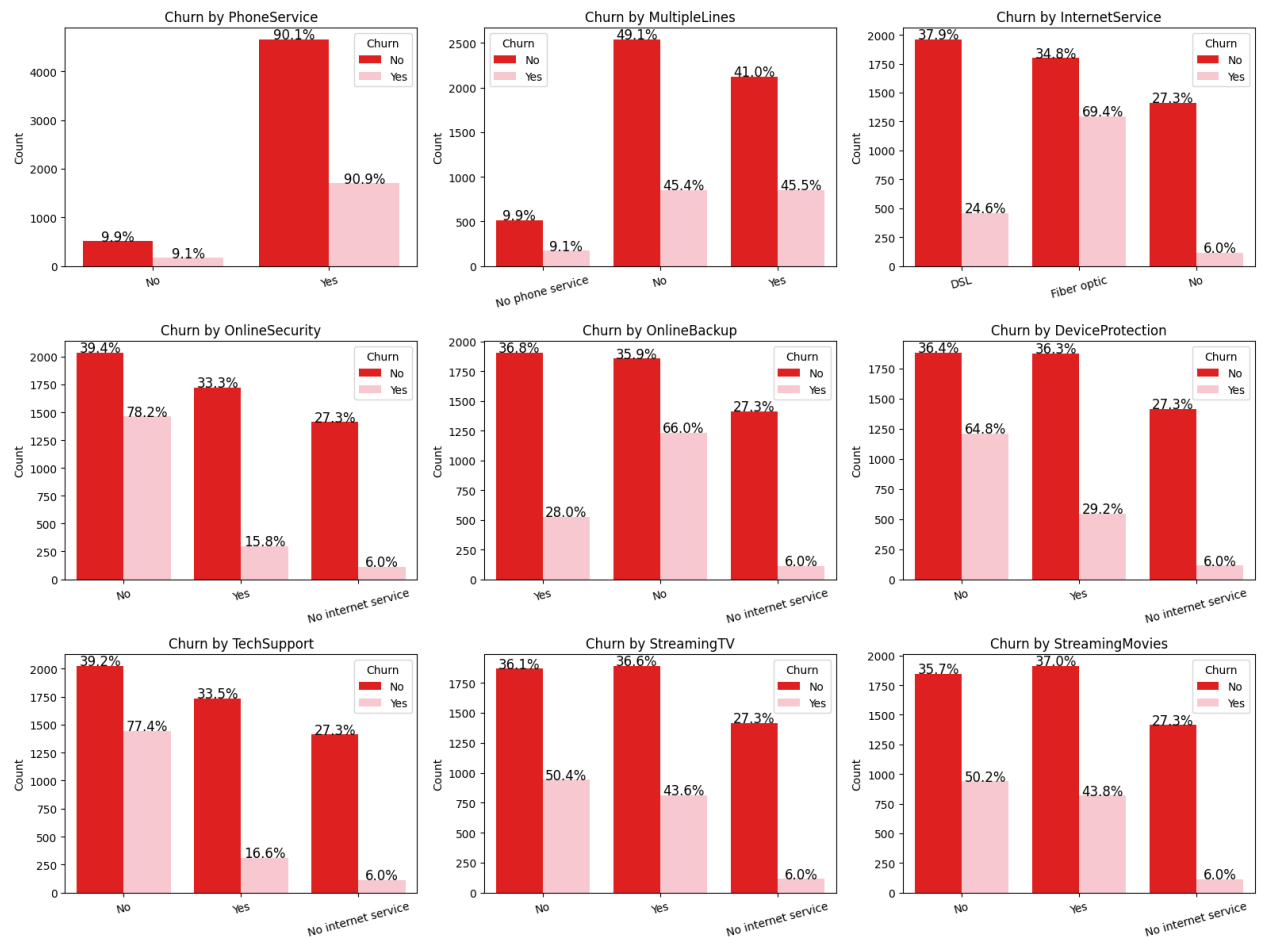 Churn by PhoneService
90.1%
Churn
No
Yes
4000
3000
2000
1000
0
Count
90.9%
9.9%
9.1%
No
Yes
Churn by MultipleLines
49.1%
Churn
No
Yes
2500
2000
1500
1000
500
0
Count
41.0%
45.4%
45.5%
9.9%
9.1%
No phone service
No
Yes
Churn by InternetService
37.9%
34.8%
Churn
No
Yes
2000
1750
1500
1250
1000
750
500
250
0
Count
27.3%
69.4%
24.6%
6.0%
DSL
Fiber optic
No
Churn by OnlineSecurity
39.4%
Churn
No
Yes
2000
1750
1500
1250
1000
750
500
250
0
Count
33.3%
78.2%
27.3%
15.8%
6.0%
No
Yes
No internet service
Churn by OnlineBackup
36.8%
35.9%
Churn
No
Yes
2000
1750
1500
1250
1000
750
500
250
0
Count
27.3%
66.0%
28.0%
6.0%
Yes
No
No internet service
Churn by DeviceProtection
36.4%
36.3%
Churn
No
Yes
1750
1500
1250
1000
750
500
250
0
Count
27.3%
64.8%
29.2%
6.0%
No
Yes
No internet service
Churn by TechSupport
39.2%
Churn
No
Yes
2000
1750
1500
1250
1000
750
500
250
0
Count
33.5%
77.4%
27.3%
16.6%
6.0%
No
Yes
No internet service
Churn by StreamingTV
36.1%
36.6%
Churn
No
Yes
1750
1500
1250
1000
750
500
250
0
Count
27.3%
50.4%
43.6%
6.0%
No
Yes
No internet service
Churn by StreamingMovies
35.7%
37.0%
Churn
No
Yes
2000
1750
1500
1250
1000
750
500
250
0
Count
27.3%
50.2%
43.8%
6.0%
No
Yes
No internet service